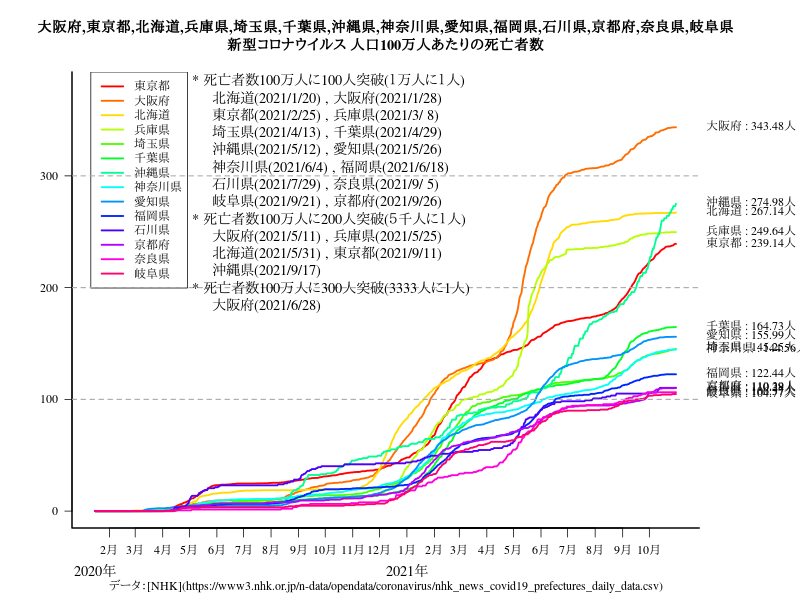 大阪府,東京都,北海道,兵庫県,埼玉県,千葉県,沖縄県,神奈川県,愛知県,福岡県,石川県,京都府,奈良県,岐阜県
新型コロナウイルス 人口100万人あたりの死亡者数
東京都
大阪府
北海道
兵庫県
埼玉県
千葉県
沖縄県
神奈川県
愛知県
福岡県
石川県
京都府
奈良県
岐阜県
* 死亡者数100万人に100人突破(1万人に1人)
北海道(2021/1/20) , 大阪府(2021/1/28)
東京都(2021/2/25) , 兵庫県(2021/3/ 8)
埼玉県(2021/4/13) , 千葉県(2021/4/29)
沖縄県(2021/5/12) , 愛知県(2021/5/26)
神奈川県(2021/6/4) , 福岡県(2021/6/18)
石川県(2021/7/29) , 奈良県(2021/9/ 5)
岐阜県(2021/9/21) , 京都府(2021/9/26)
* 死亡者数100万人に200人突破(5千人に1人)
大阪府(2021/5/11) , 兵庫県(2021/5/25)
北海道(2021/5/31) , 東京都(2021/9/11)
沖縄県(2021/9/17)
* 死亡者数100万人に300人突破(3333人に1人)
大阪府(2021/6/28)
300
200
100
0
大阪府 : 343.48人
沖縄県 : 274.98人
北海道 : 267.14人
兵庫県 : 249.64人
東京都 : 239.14人
千葉県 : 164.73人
愛知県 : 155.99人
福岡県 : 122.44人
岐阜県 : 104.77人
2月 3月 4月 5月 6月 7月 8月 9月 10月 11月 12月 1月 2月 3月 4月 5月 6月 7月 8月 9月 10月
2020年 2021年
データ:[NHK](https://www3.nhk.or.jp/n-data/opendata/coronavirus/nhk_news_covid19_prefectures_daily_data.csv)